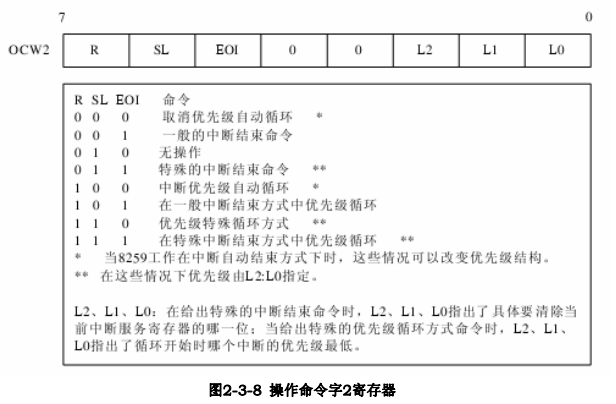 7 0
OCW2 R SL EOI 0 0 L2 L1 L0
R SL EOI 命令
0 0 0 取消优先级自动循环 *
0 0 1 一般的中断结束命令
0 1 0 无操作
0 1 1 特殊的中断结束命令 **
1 0 0 中断优先级自动循环 *
1 0 1 在一般中断结束方式中优先级循环
1 1 0 优先级特殊循环方式 **
1 1 1 在特殊中断结束方式中优先级循环 **
* 当8259工作在中断自动结束方式下时，这些情况可以改变优先级结构。
** 在这些情况下优先级由L2:L0指定。
L2、L1、L0：在给出特殊的中断结束命令时，L2、L1、L0指出了具体要清除当
前中断服务寄存器的哪一位；当给出特殊的优先级循环方式命令时，L2、L1、
L0指出了循环开始时哪个中断的优先级最低。
图2-3-8 操作命令字2寄存器